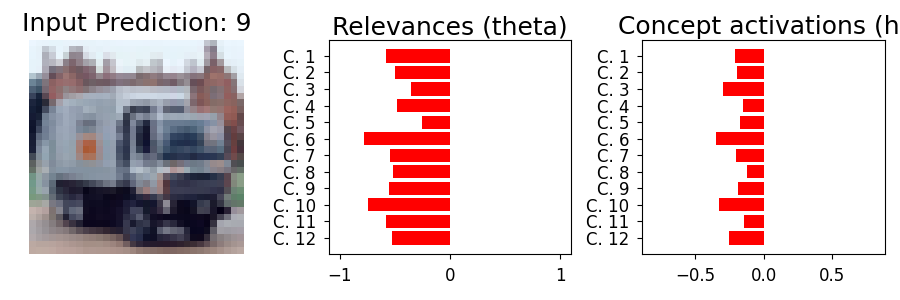 Input Prediction: 9
Relevances (theta)
C. 1
C. 2
C. 3
C. 4
C. 5
C. 6
C. 7
C. 8
C. 9
C. 10
C. 11
C. 12
−1
0
1
Concept activations (h
C. 1
C. 2
C. 3
C. 4
C. 5
C. 6
C. 7
C. 8
C. 9
C. 10
C. 11
C. 12
−0.5
0.0
0.5